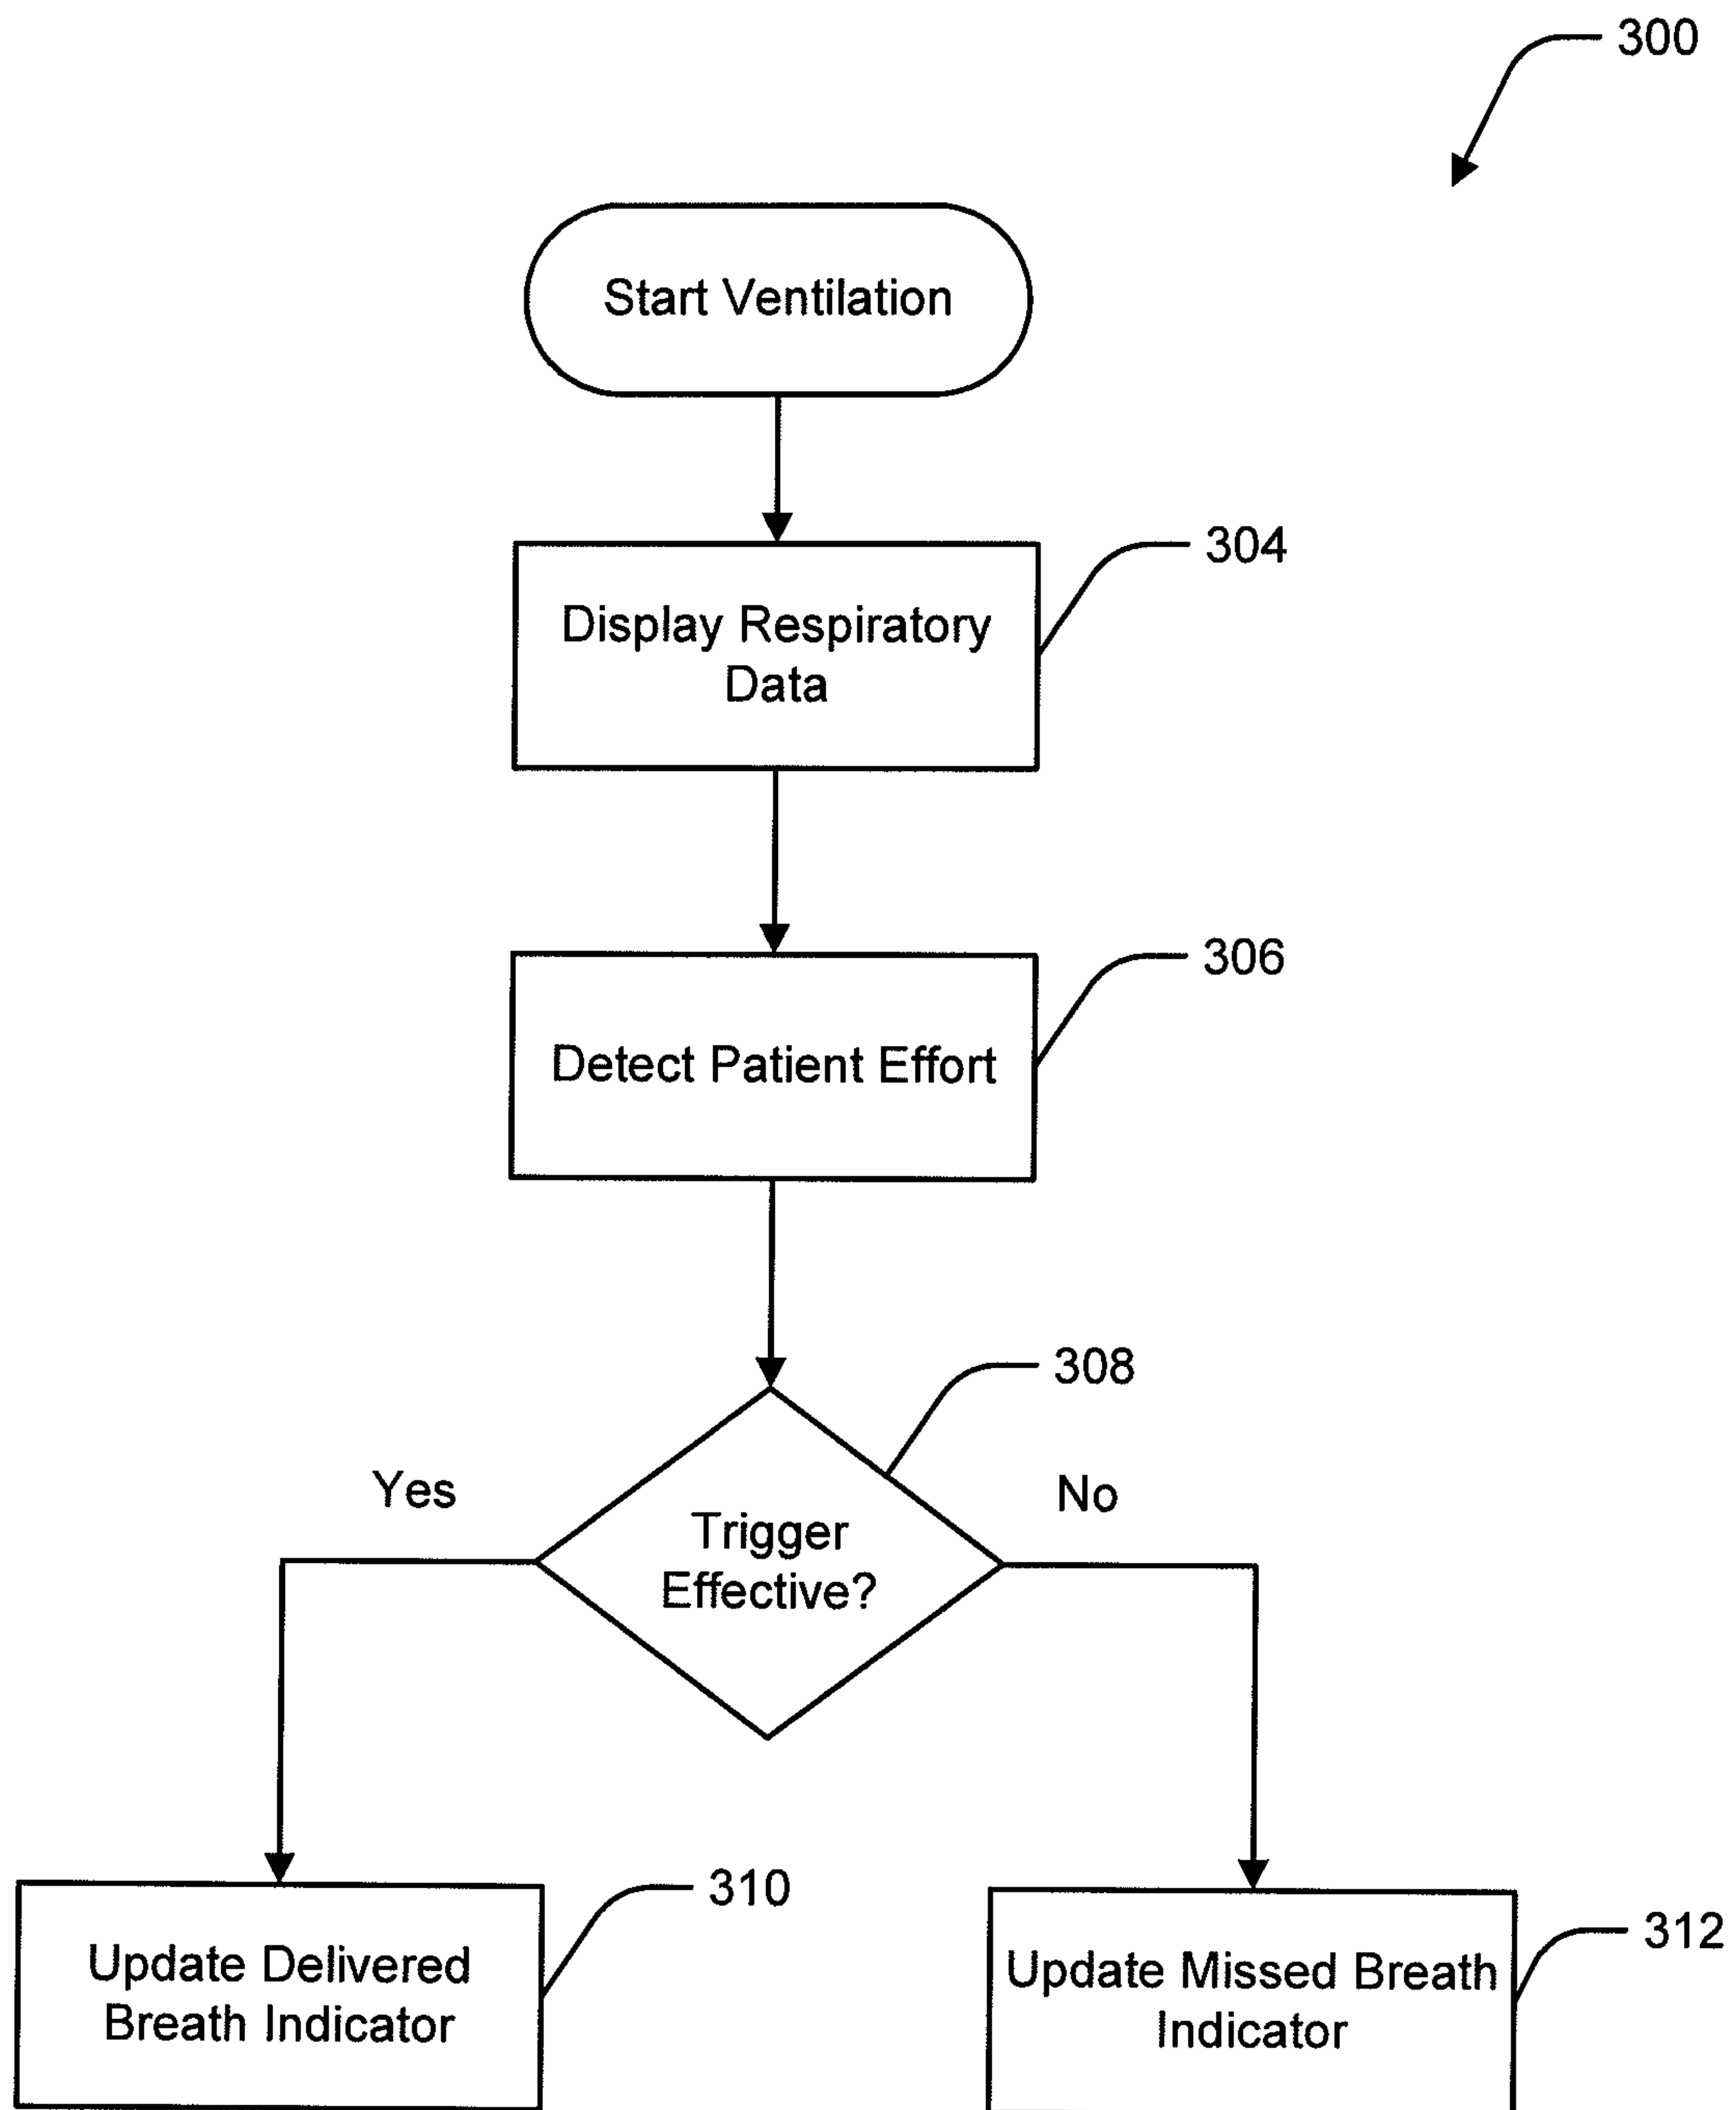 300
Start Ventilation
304
Display Respiratory
Data
306
Detect Patient Effort
308
Yes
No
Trigger
Effective?
310
Update Delivered
Breath Indicator
312
Update Missed Breath
Indicator